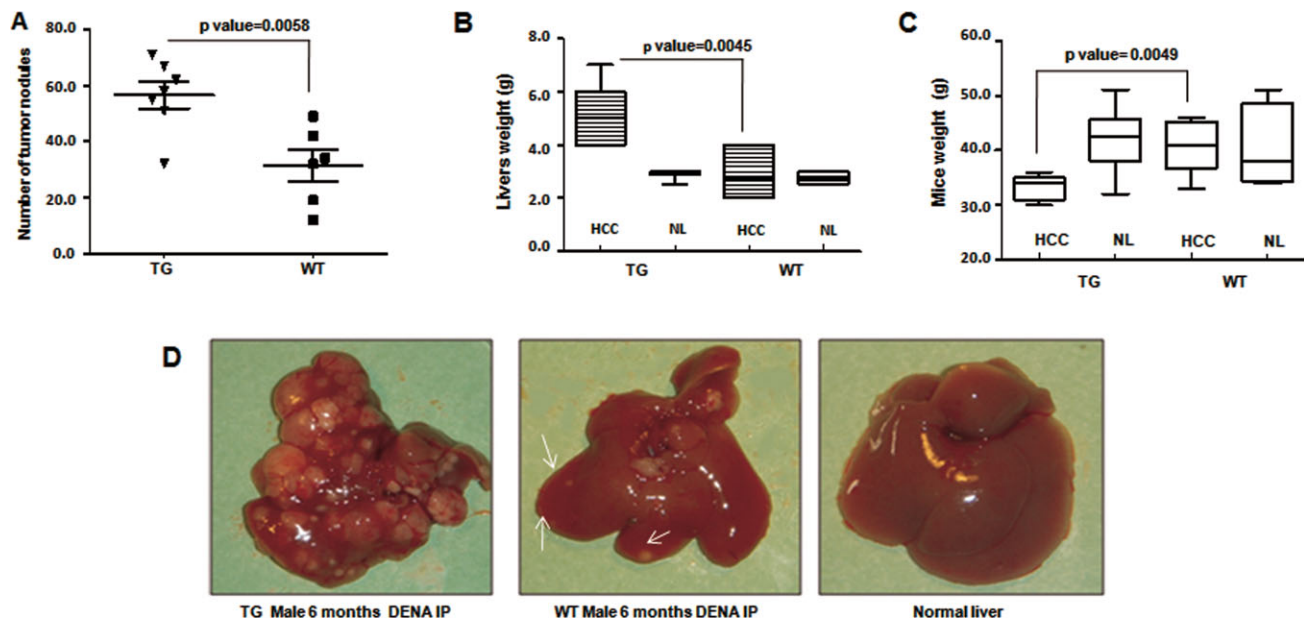 A
Number of tumor nodules
80.0
60.0
40.0
20.0
0.0
p value=0.0058
TG WT
B
Livers weight (g)
8.0
6.0
4.0
2.0
0.0
p value=0.0045
HCC NL HCC NL
TG WT
C
Mice weight (g)
60.0
50.0
40.0
30.0
20.0
p value= 0.0049
HCC NL HCC NL
TG WT
D
TG Male 6 months DENA IP
WT Male 6 months DENA IP
Normal liver